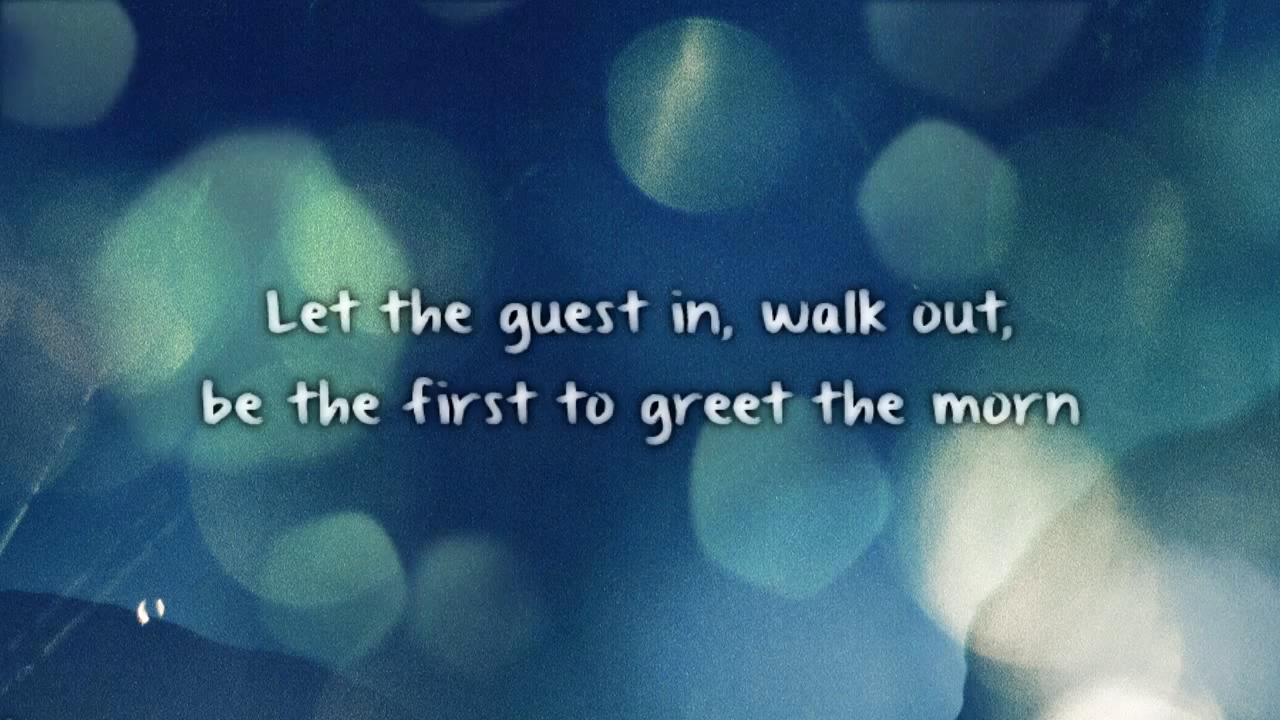 Let the guest in, walk out,
be the first to greet the morn